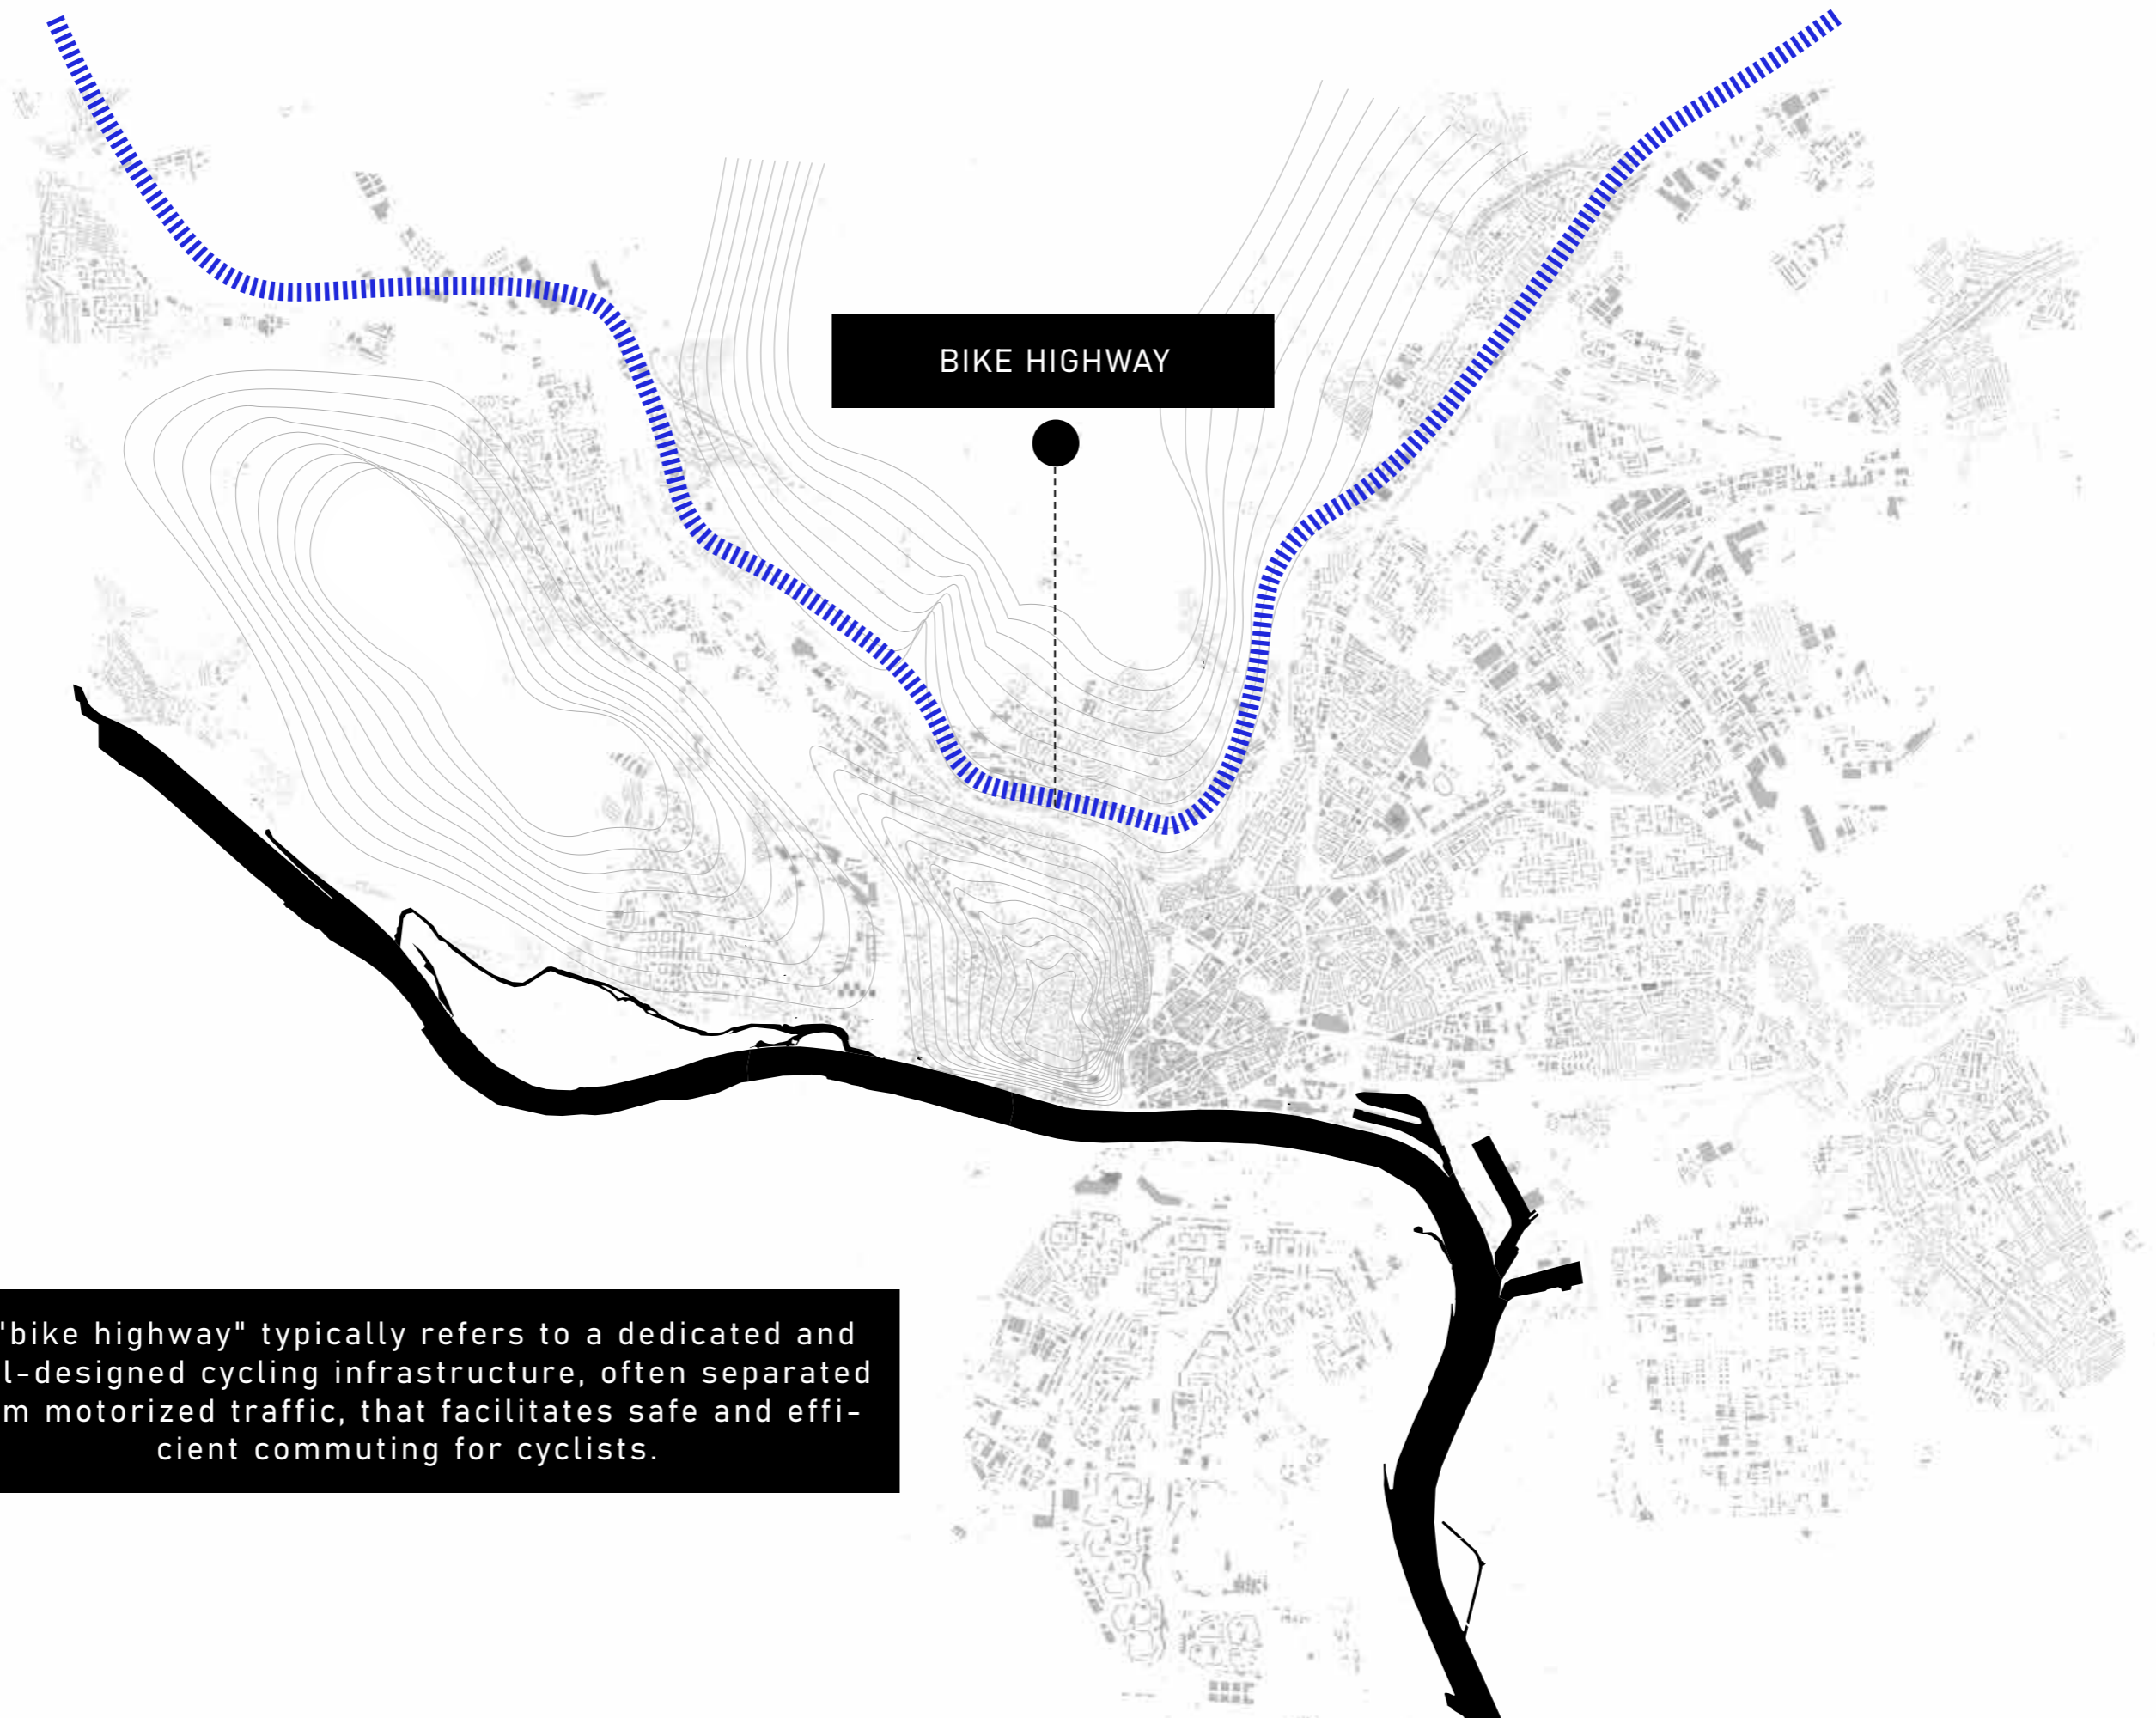 BIKE HIGHWAY
"bike highway" typically refers to a dedicated and
l-designed cycling infrastructure, often separated
m motorized traffic, that facilitates safe and effi-
cient commuting for cyclists.